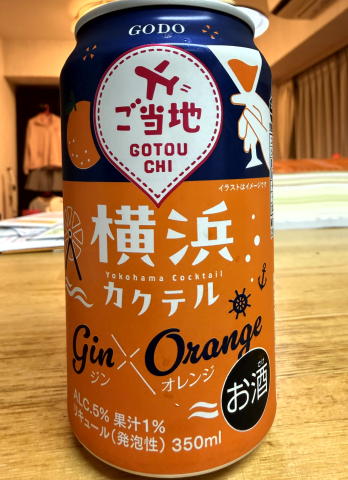 GODO
ご当地
GOTOU
CHI
イラストはイメージです
横浜
Yokohama Cocktail
カクテル
Gin × Orange
ジン オレンジ
お酒
ALC.5% 果汁1%
リキュール(発泡性) 350ml